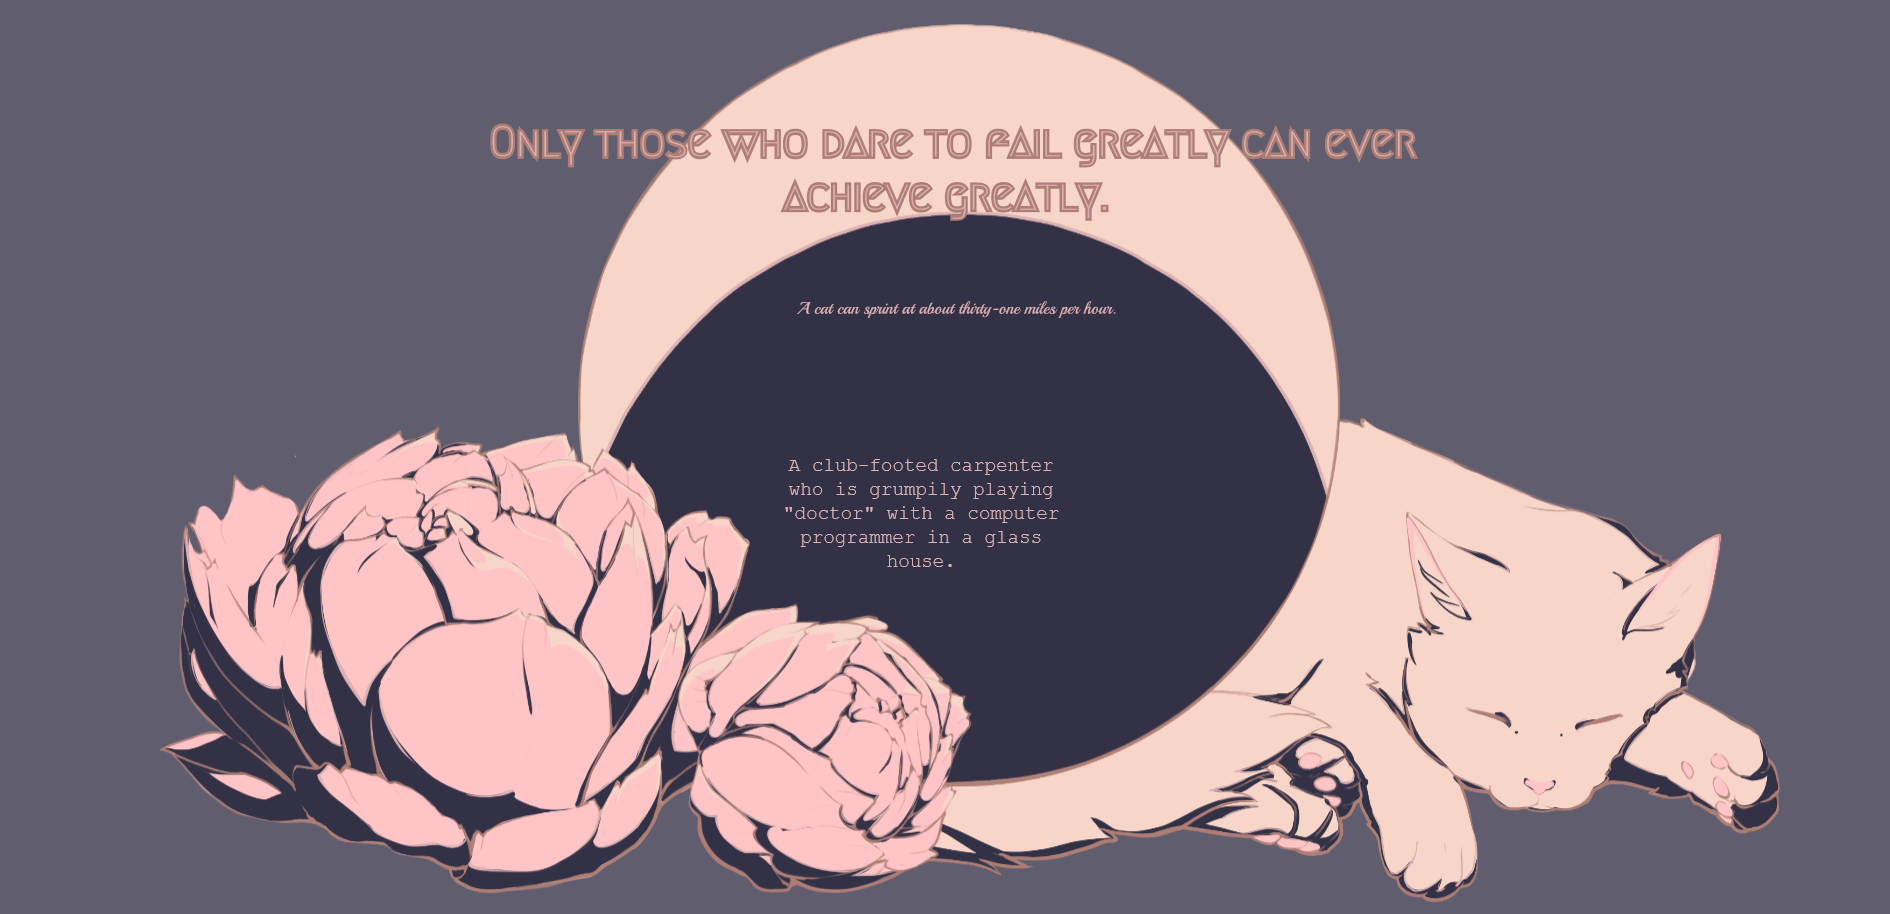 Only those who dare to fail greatly can ever
achieve greatly.
A cat can sprint at about thirty-one miles per hour.
A club-footed carpenter
who is grumpily playing
"doctor" with a computer
programmer in a glass
house.